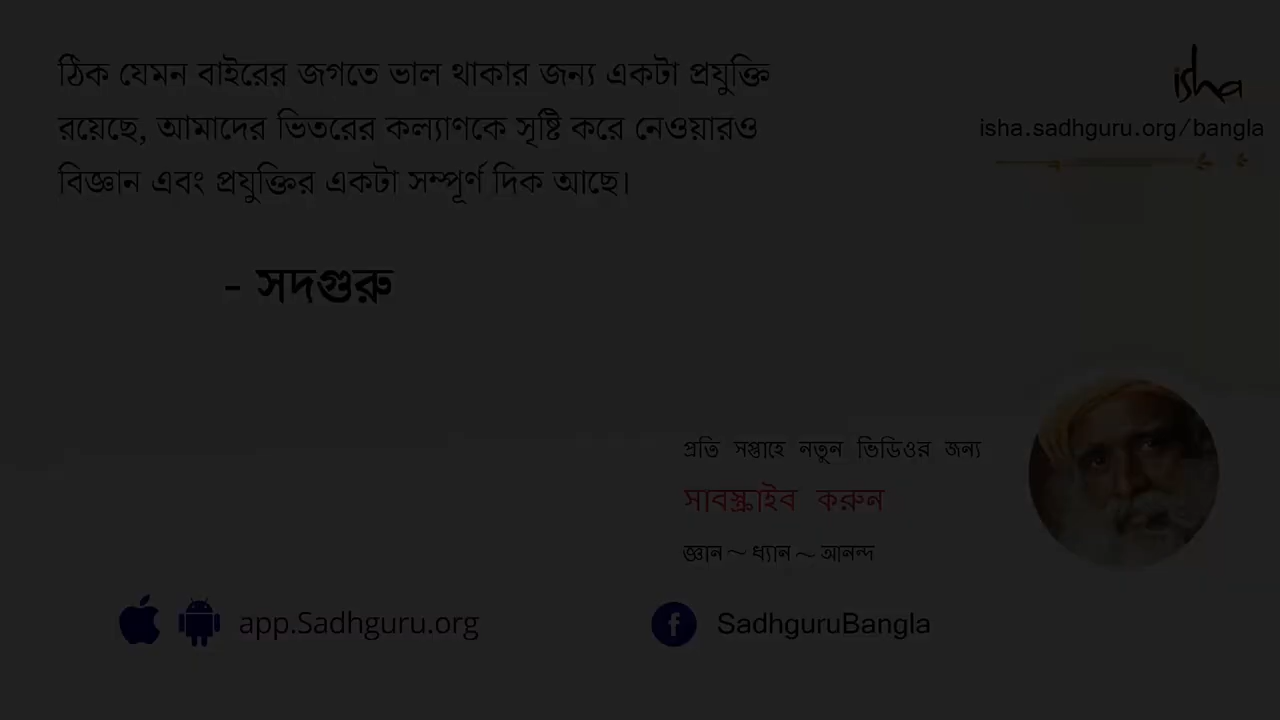 ঠিক যেমন বাইরের জগতে ভাল থাকার জন্য একটা প্রযুক্তি
রয়েছে, আমাদের ভিতরের কল্যাণকে সৃষ্টি করে নেওয়ারও
বিজ্ঞান এবং প্রযুক্তির একটা সম্পূর্ণ দিক আছে।
- সদগুরু
isha
isha.sadhguru.org/bangla
প্রতি সপ্তাহে নতুন ভিডিওর জন্য
সাবস্ক্রাইব করুন
জ্ঞান ~ ধ্যান ~ আনন্দ
app.Sadhguru.org
SadhguruBangla